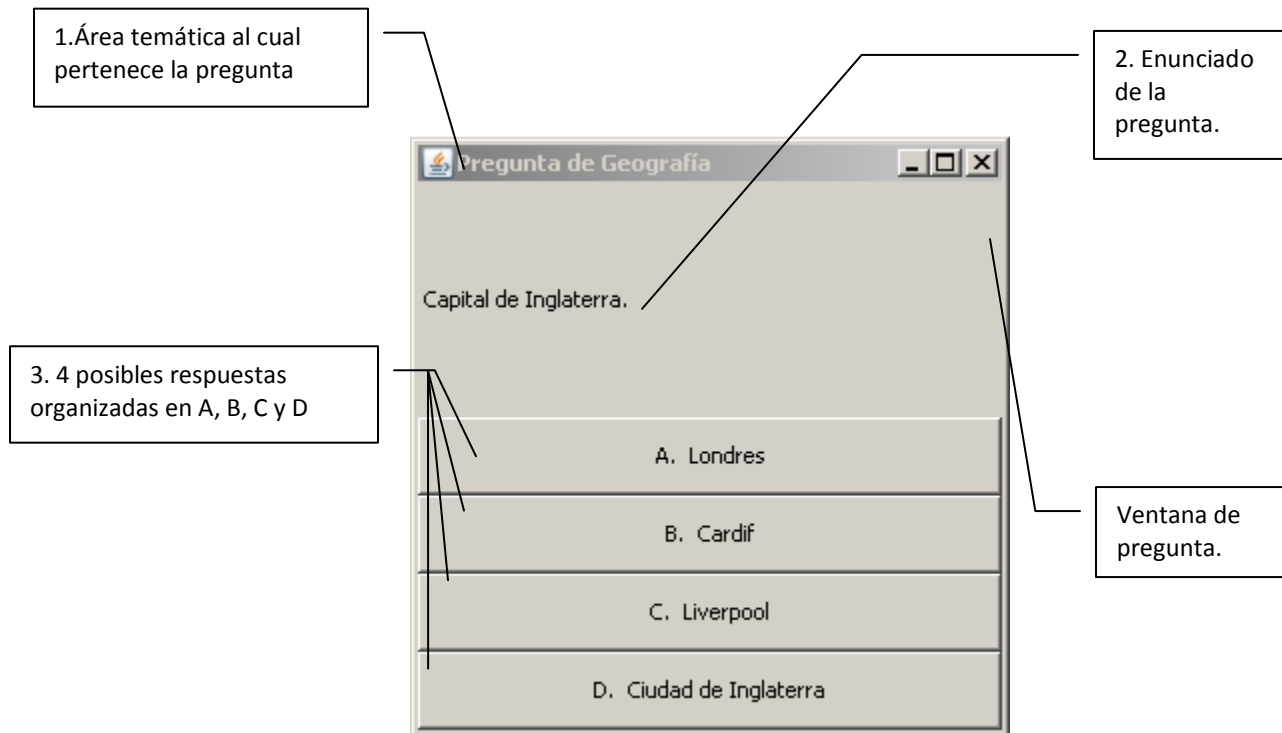 1.Área temática al cual
pertenece la pregunta
2. Enunciado
de la
pregunta.
Pregunta de Geografía
Capital de Inglaterra.
3. 4 posibles respuestas
organizadas en A, B, C y D
A. Londres
B. Cardif
C. Liverpool
D. Ciudad de Inglaterra
Ventana de
pregunta.